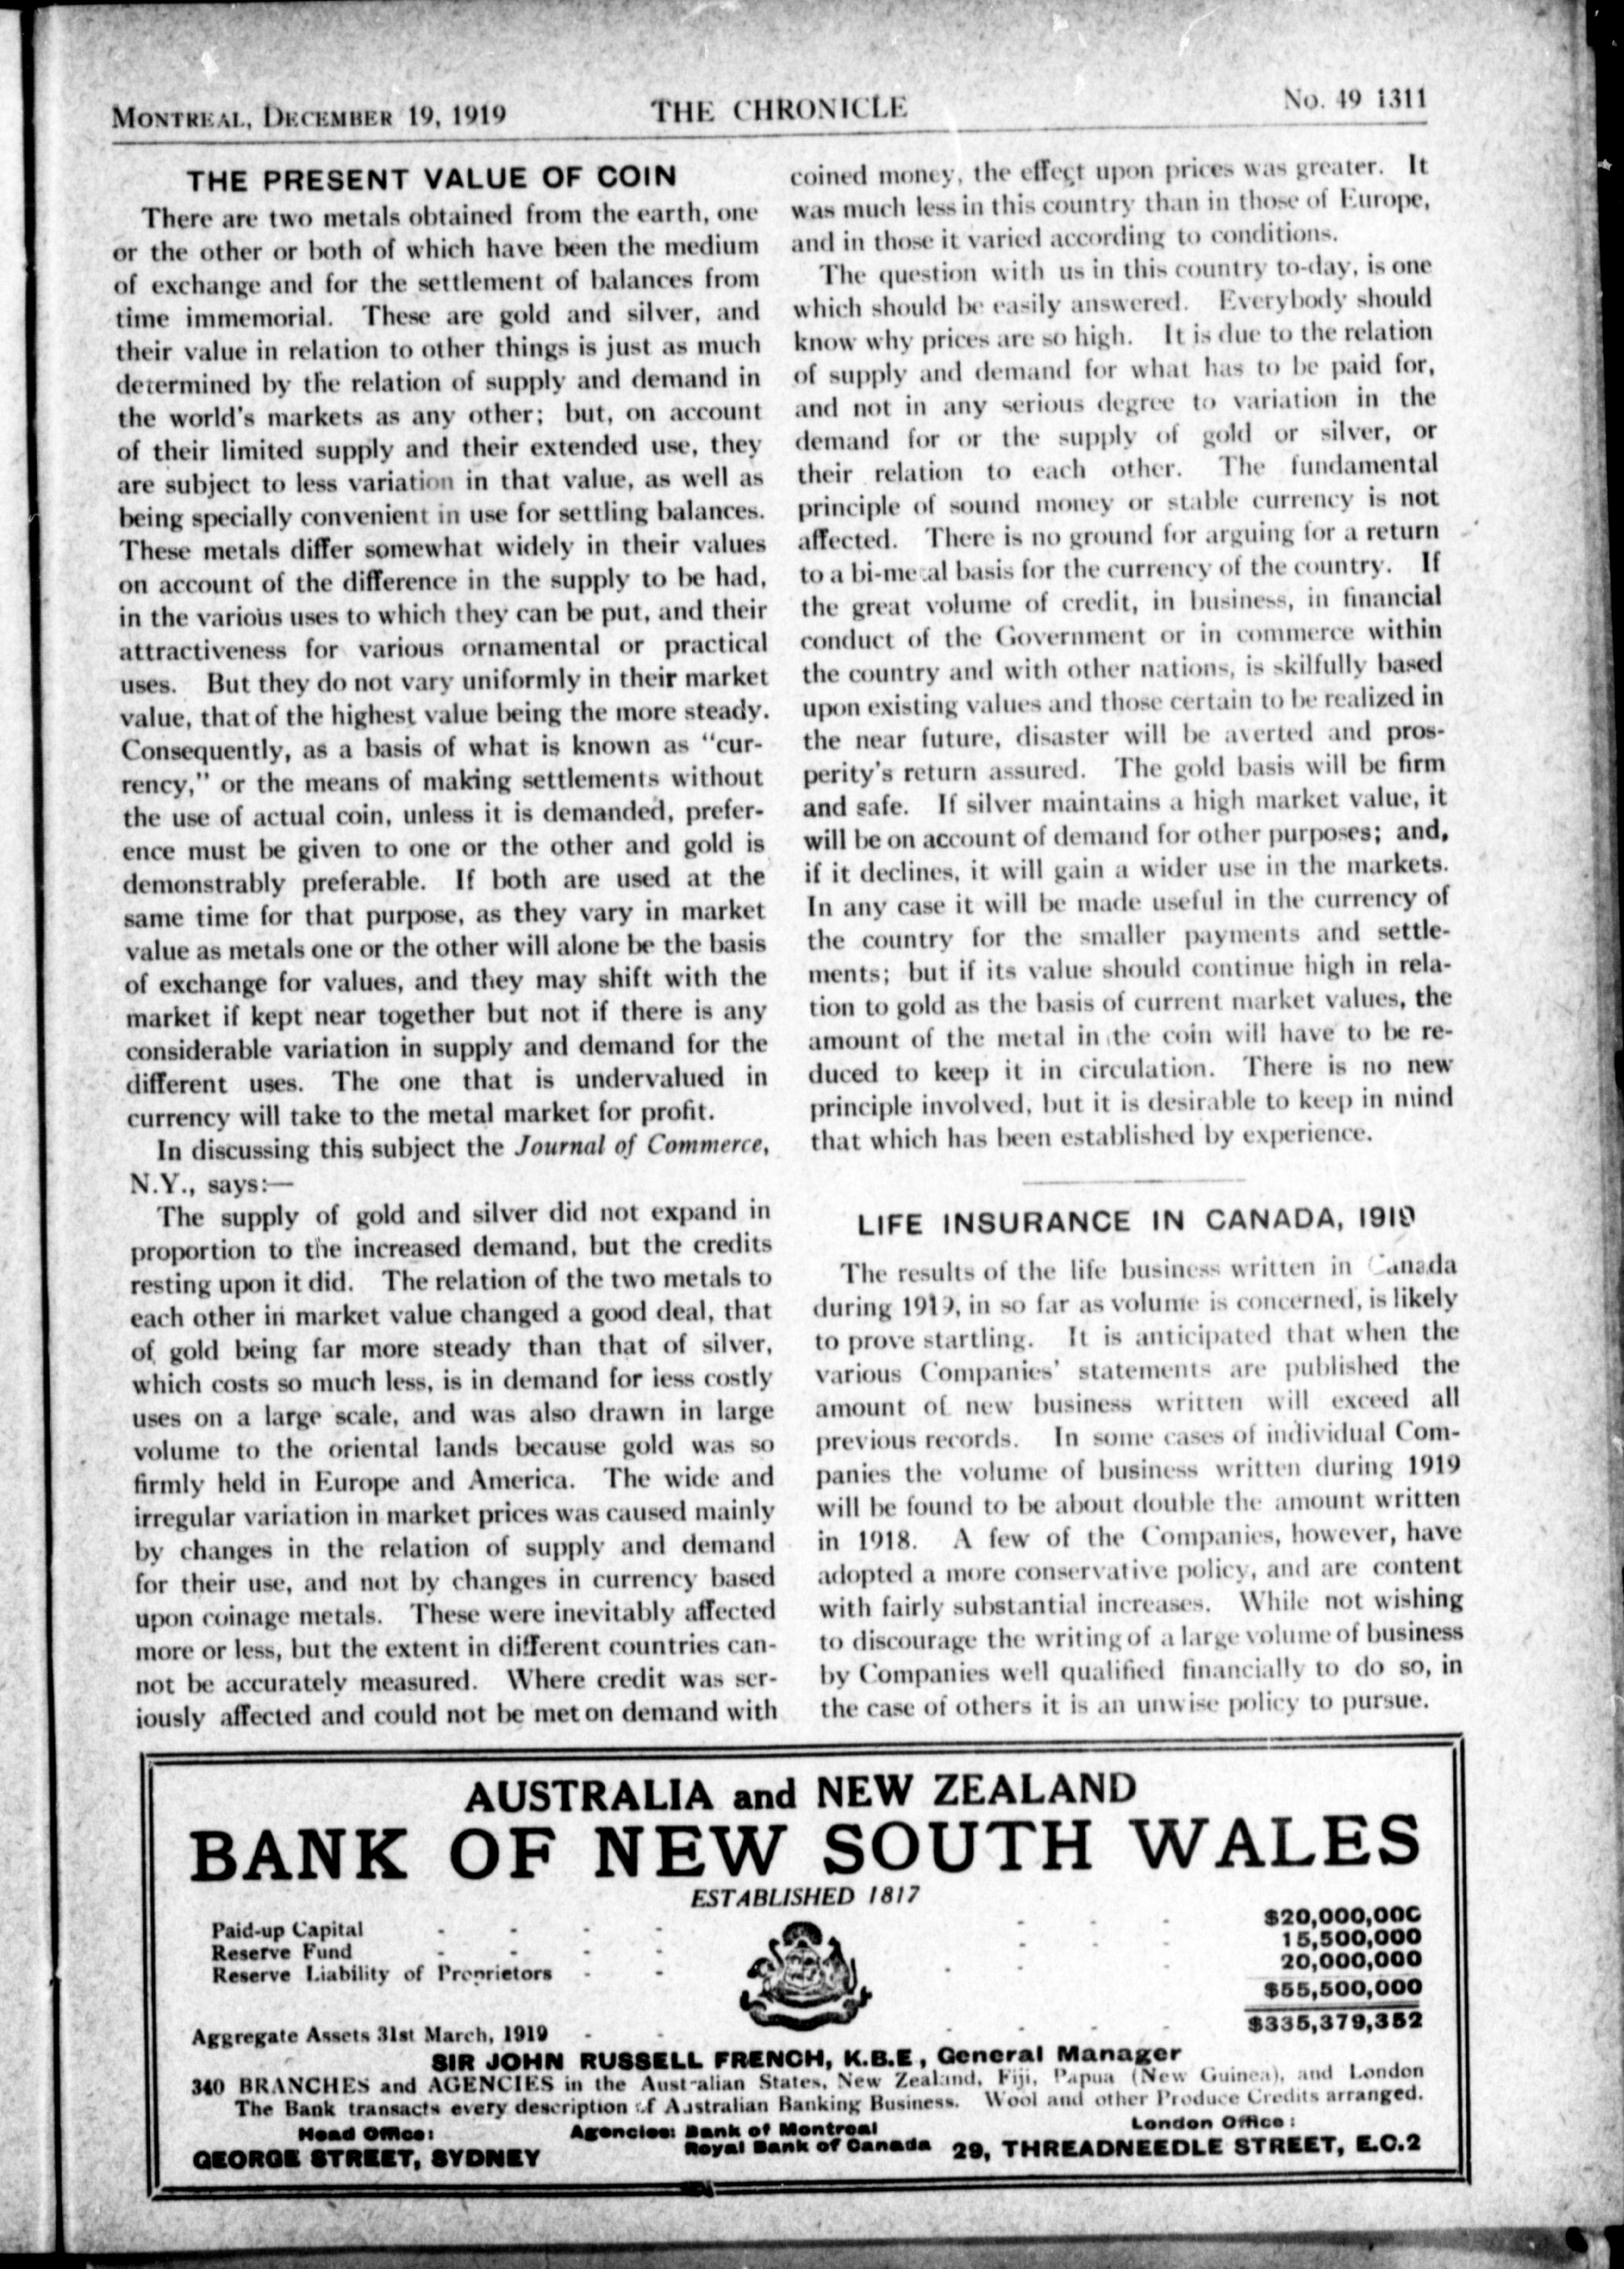 MONTREAL, DECEMBER 19, 1919
THE CHRONICLE
No. 49 1311
THE PRESENT VALUE OF COIN
There are two metals obtained from the earth, one
or the other or both of which have been the medium
of exchange and for the settlement of balances from
time immemorial. These are gold and silver, and
their value in relation to other things is just as much
determined by the relation of supply and demand in
the world's markets as any other; but, on account
of their limited supply and their extended use, they
are subject to less variation in that value, as well as
being specially convenient in use for settling balances.
These metals differ somewhat widely in their values
on account of the difference in the supply to be had,
in the various uses to which they can be put, and their
attractiveness for various ornamental or practical
uses. But they do not vary uniformly in their market
value, that of the highest value being the more steady.
Consequently, as a basis of what is known as "cur-
rency," or the means of making settlements without
the use of actual coin, unless it is demanded, prefer-
ence must be given to one or the other and gold is
demonstrably preferable. If both are used at the
same time for that purpose, as they vary in market
value as metals one or the other will alone be the basis
of exchange for values, and they may shift with the
market if kept near together but not if there is any
considerable variation in supply and demand for the
different uses. The one that is undervalued in
currency will take to the metal market for profit.
In discussing this subject the Journal of Commerce,
N.Y., says:—
The supply of gold and silver did not expand in
proportion to the increased demand, but the credits
resting upon it did. The relation of the two metals to
each other in market value changed a good deal, that
of gold being far more steady than that of silver,
which costs so much less, is in demand for less costly
uses on a large scale, and was also drawn in large
volume to the oriental lands because gold was so
firmly held in Europe and America. The wide and
irregular variation in market prices was caused mainly
by changes in the relation of supply and demand
for their use, and not by changes in currency based
upon coinage metals. These were inevitably affected
more or less, but the extent in different countries can-
not be accurately measured. Where credit was ser-
iously affected and could not be met on demand with
coined money, the effect upon prices was greater. It
was much less in this country than in those of Europe,
and in those it varied according to conditions.
The question with us in this country to-day, is one
which should be easily answered. Everybody should
know why prices are so high. It is due to the relation
of supply and demand for what has to be paid for,
and not in any serious degree to variation in the
demand for or the supply of gold or silver, or
their relation to each other. The fundamental
principle of sound money or stable currency is not
affected. There is no ground for arguing for a return
to a bi-metal basis for the currency of the country. If
the great volume of credit, in business, in financial
conduct of the Government or in commerce within
the country and with other nations, is skilfully based
upon existing values and those certain to be realized in
the near future, disaster will be averted and pros-
perity's return assured. The gold basis will be firm
and safe. If silver maintains a high market value, it
will be on account of demand for other purposes; and,
if it declines, it will gain a wider use in the markets.
In any case it will be made useful in the currency of
the country for the smaller payments and settle-
ments; but if its value should continue high in rela-
tion to gold as the basis of current market values, the
amount of the metal in the coin will have to be re-
duced to keep it in circulation. There is no new
principle involved, but it is desirable to keep in mind
that which has been established by experience.
LIFE INSURANCE IN CANADA, 1919
The results of the life business written in Canada
during 1919, in so far as volume is concerned, is likely
to prove startling. It is anticipated that when the
various Companies' statements are published the
amount of new business written will exceed all
previous records. In some cases of individual Com-
panies the volume of business written during 1919
will be found to be about double the amount written
in 1918. A few of the Companies, however, have
adopted a more conservative policy, and are content
with fairly substantial increases. While not wishing
to discourage the writing of a large volume of business
by Companies well qualified financially to do so, in
the case of others it is an unwise policy to pursue.
AUSTRALIA and NEW ZEALAND
BANK OF NEW SOUTH WALES
ESTABLISHED 1817
Paid-up Capital - - - - - - - $20,000,000
Reserve Fund - - - - - - - 15,500,000
Reserve Liability of Proprietors - - - - - 20,000,000
$55,500,000
Aggregate Assets 31st March, 1919 - - - - - - $335,379,352
SIR JOHN RUSSELL FRENCH, K.B.E., General Manager
340 BRANCHES and AGENCIES in the Australian States, New Zealand, Fiji, Papua (New Guinea), and London
The Bank transacts every description of Australian Banking Business. Wool and other Produce Credits arranged.
Head Office:
GEORGE STREET, SYDNEY
Agencies: Bank of Montreal
Royal Bank of Canada
London Office:
29, THREADNEEDLE STREET, E.C.2